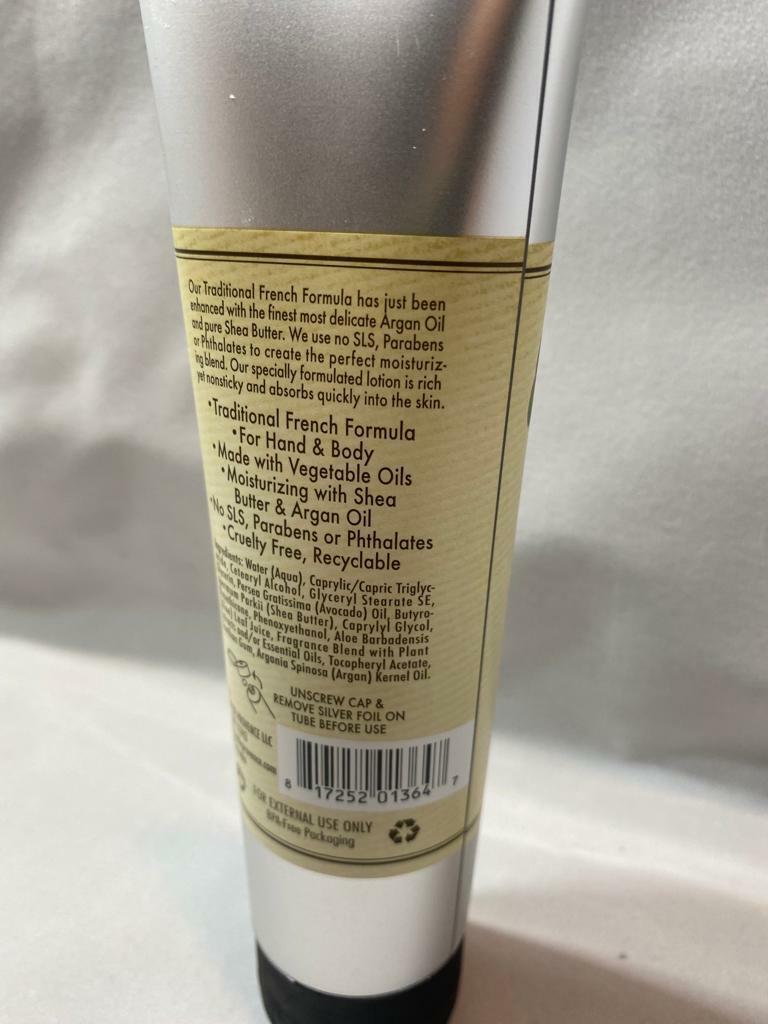 Our Traditional French Formula has just been
enhanced with the finest most delicate Argan Oil
and pure Shea Butter. We use no SLS, Parabens
or Phthalates to create the perfect moisturiz-
ing blend. Our specially formulated lotion is rich
yet nonsticky and absorbs quickly into the skin.
•Traditional French Formula
•For Hand & Body
•Made with Vegetable Oils
•Moisturizing with Shea
Butter & Argan Oil
•No SLS, Parabens or Phthalates
•Cruelty Free, Recyclable
Ingredients: Water (Aqua), Caprylic/Capric Triglyc-
Cetearyl Alcohol, Glyceryl Stearate SE,
Persea Gratissima (Avocado) Oil, Butyro-
Parkii (Shea Butter), Caprylyl Glycol,
Phenoxyethanol, Aloe Barbadensis
Leaf Juice, Fragrance Blend with Plant
and/or Essential Oils, Tocopheryl Acetate,
Gum, Argania Spinosa (Argan) Kernel Oil.
UNSCREW CAP &
REMOVE SILVER FOIL ON
TUBE BEFORE USE
LLC
.com
8 17252 01364 7
FOR EXTERNAL USE ONLY
BPA-Free Packaging